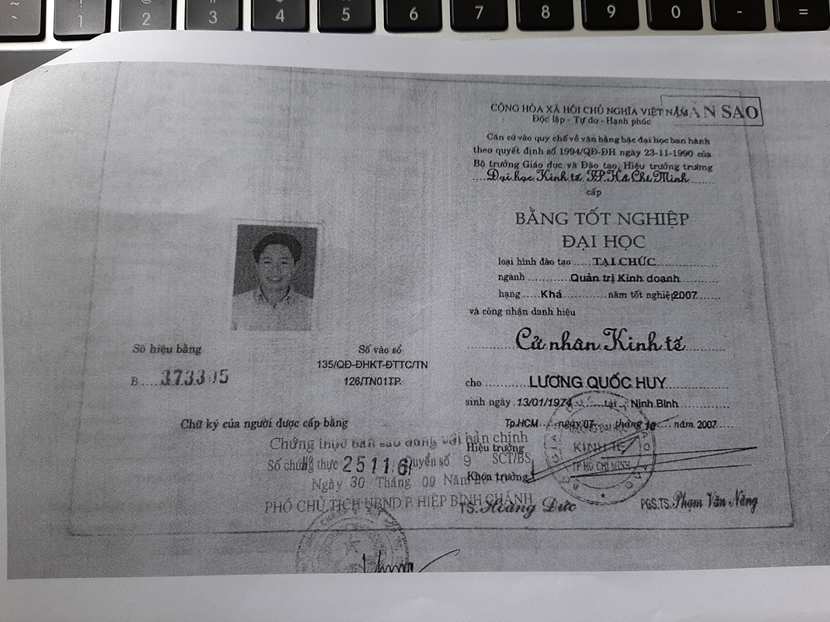 1 2 3 4 5 6 7 8 9 0 - =
BẢN SAO
CỘNG HÒA XÃ HỘI CHỦ NGHĨA VIỆT NAM
Độc lập - Tự do - Hạnh phúc
Căn cứ vào quy chế về văn bằng bậc đại học ban hành
theo quyết định số 1994/QĐ-ĐH ngày 23-11-1990 của
Bộ trưởng Giáo dục và Đào tạo, Hiệu trưởng trường
Đại học Kinh tế TP. Hồ Chí Minh
cấp
BẰNG TỐT NGHIỆP
ĐẠI HỌC
loại hình đào tạo TẠI CHỨC
ngành Quản trị Kinh doanh
hạng Khá năm tốt nghiệp 2007
và công nhận danh hiệu
Cử nhân Kinh tế
cho LƯƠNG QUỐC HUY
sinh ngày 13/01/1974 tại Ninh Bình
Tp.HCM ngày 07 tháng 10 năm 2007
Hiệu trưởng
Khoa trưởng
KINH TẾ
TP HỒ CHÍ MINH
TS. Hoàng Đức
PGS.TS. Phạm Văn Năng
Số hiệu bằng
B 37335
Số vào sổ
135/QĐ-ĐHKT-ĐTTC/TN
126/TN01TP
Chữ ký của người được cấp bằng
Chứng thực bản sao đúng với bản chính
Số chứng thực 25116 Quyển số 9 SCT/BS
Ngày 30 Tháng 09 Năm
PHÓ CHỦ TỊCH UBND P. HIỆP BÌNH CHÁNH